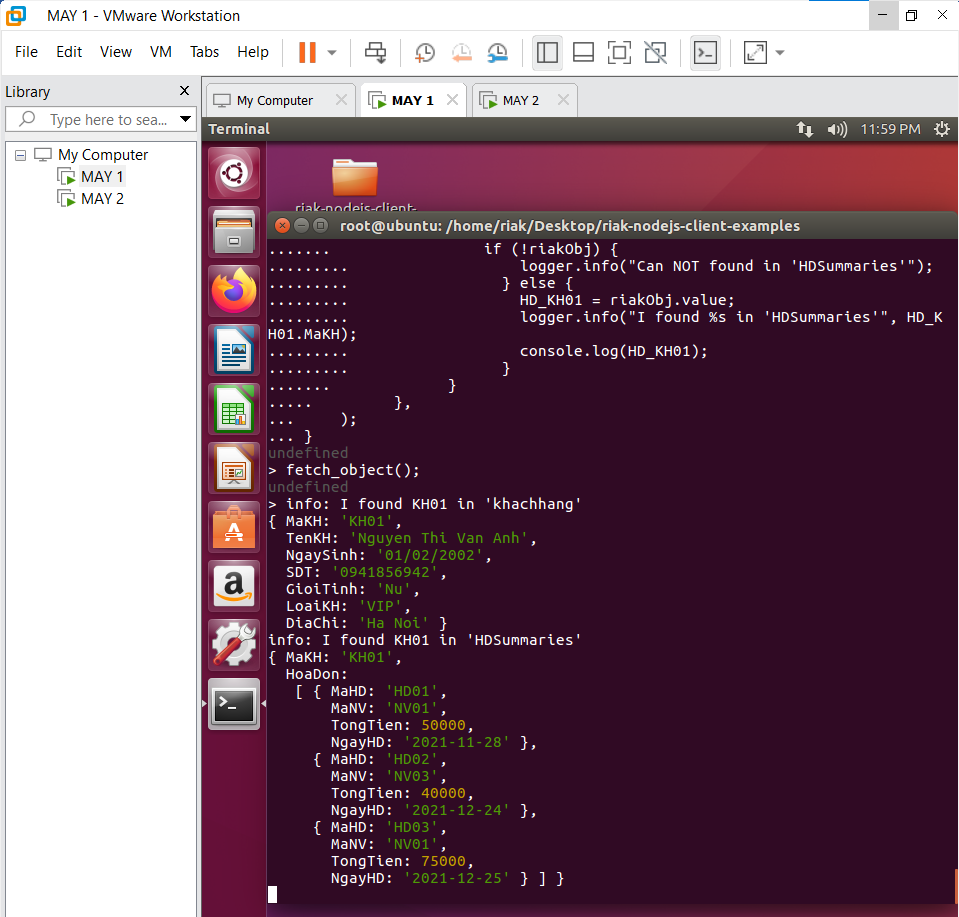 MAY 1 - VMware Workstation
File Edit View VM Tabs Help
Library
Type here to sea...
My Computer
MAY 1
MAY 2
My Computer
MAY 1
MAY 2
Terminal
11:59 PM
riak-nodejs-client-
root@ubuntu: /home/riak/Desktop/riak-nodejs-client-examples
....... if (!riakObj) {
......... logger.info("Can NOT found in 'HDSummaries'");
......... } else {
......... HD_KH01 = riakObj.value;
......... logger.info("I found %s in 'HDSummaries'", HD_K
H01.MaKH);
......... console.log(HD_KH01);
......... }
....... }
..... },
... );
... }
undefined
> fetch_object();
undefined
> info: I found KH01 in 'khachhang'
{ MaKH: 'KH01',
TenKH: 'Nguyen Thi Van Anh',
NgaySinh: '01/02/2002',
SDT: '0941856942',
GioiTinh: 'Nu',
LoaiKH: 'VIP',
DiaChi: 'Ha Noi' }
info: I found KH01 in 'HDSummaries'
{ MaKH: 'KH01',
HoaDon:
[ { MaHD: 'HD01',
MaNV: 'NV01',
TongTien: 50000,
NgayHD: '2021-11-28' },
{ MaHD: 'HD02',
MaNV: 'NV03',
TongTien: 40000,
NgayHD: '2021-12-24' },
{ MaHD: 'HD03',
MaNV: 'NV01',
TongTien: 75000,
NgayHD: '2021-12-25' } ] }